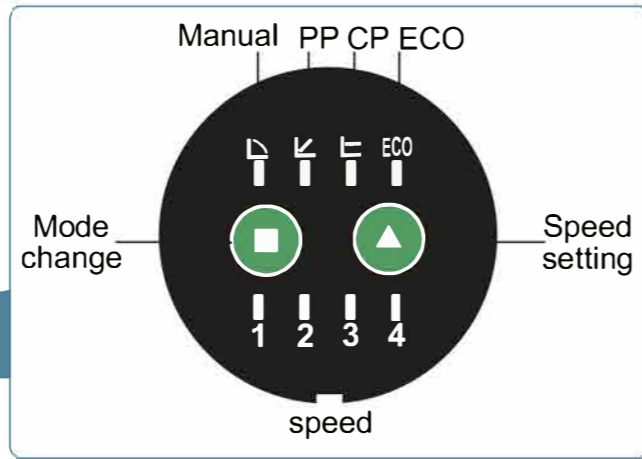 Manual PP CP ECO
ECO
Mode change
Speed setting
1 2 3 4
speed